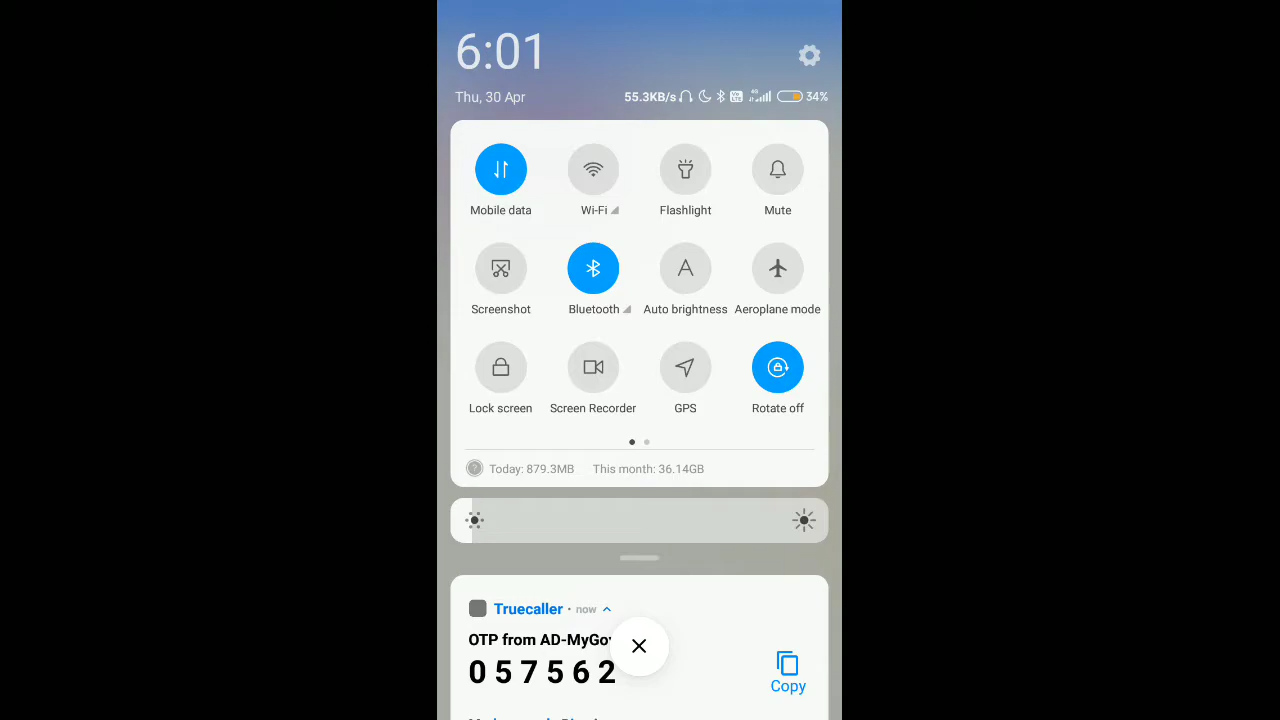 6:01
Thu, 30 Apr
55.3KB/s 4G 34%
Mobile data Wi-Fi Flashlight Mute
Screenshot Bluetooth Auto brightness Aeroplane mode
Lock screen Screen Recorder GPS Rotate off
Today: 879.3MB This month: 36.14GB
Truecaller · now
OTP from AD-MyGo
057562
Copy